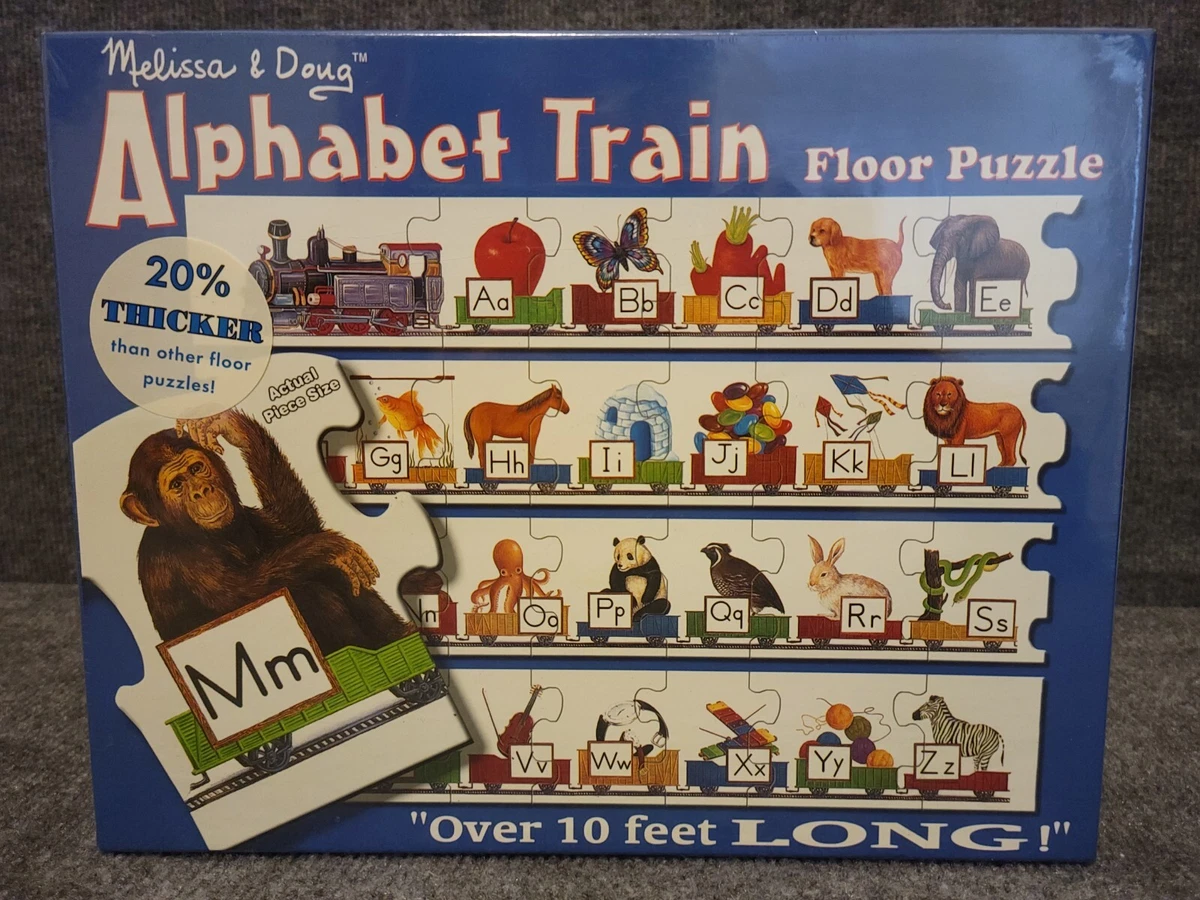 Melissa & Doug™
Alphabet Train Floor Puzzle
20%
THICKER
than other floor
puzzles!
Actual
Piece Size
Aa Bb Cc Dd Ee
Gg Hh Ii Jj Kk Ll
Mm
Oo Pp Qq Rr Ss
Vv Ww Xx Yy Zz
"Over 10 feet LONG!"